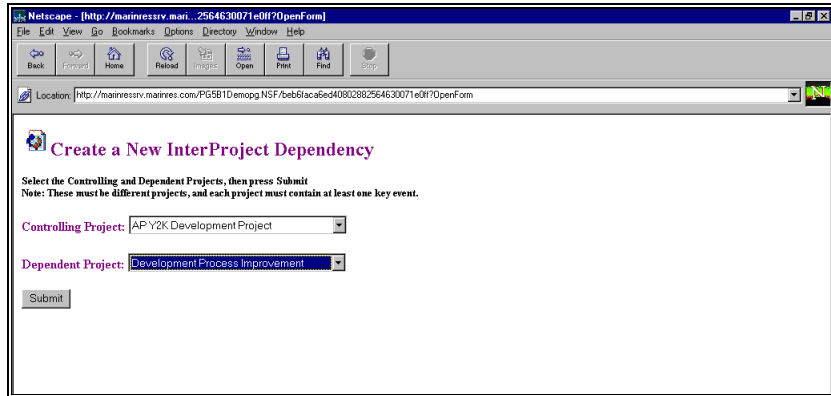 Netscape - [http://marinressrv.mari...2564630071e0ff?OpenForm]
File Edit View Go Bookmarks Options Directory Window Help
Back Forward Home Reload Images Open Print Find Stop
Location: http://marinressrv.marinres.com/PG5B1Demopg.NSF/beb6faca6ed40802882564630071e0ff?OpenForm
N
Create a New InterProject Dependency
Select the Controlling and Dependent Projects, then press Submit
Note: These must be different projects, and each project must contain at least one key event.
Controlling Project: AP Y2K Development Project
Dependent Project: Development Process Improvement
Submit